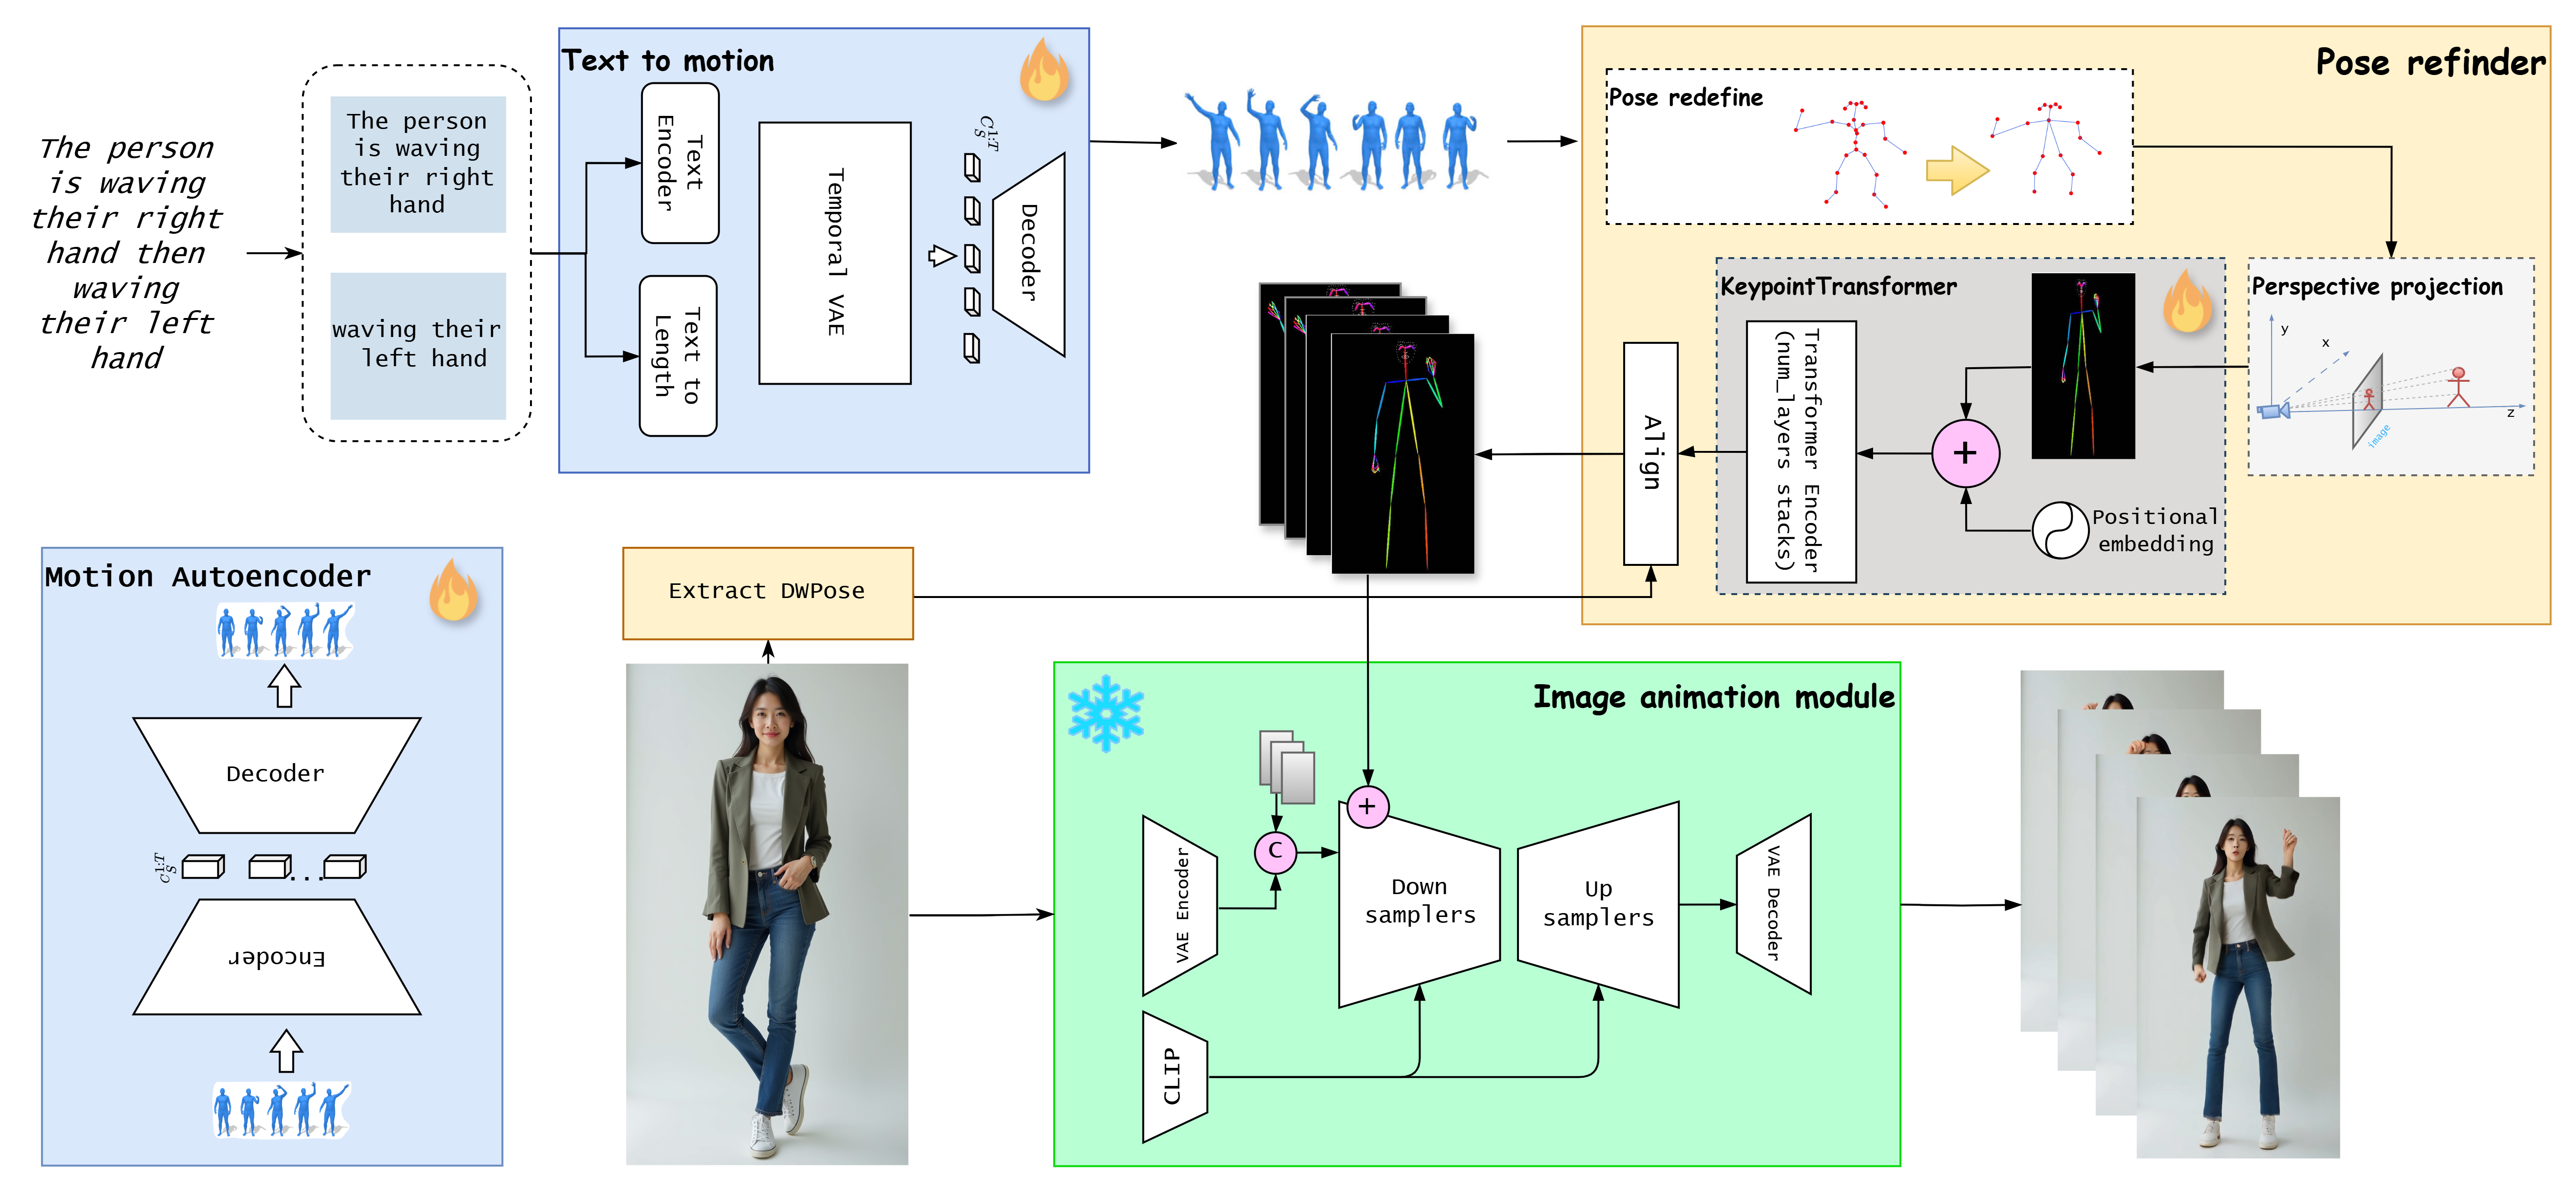 The person
is waving
their right
hand then
waving
their left
hand
The person
is waving
their right
hand
waving their
left hand
Text to motion
Text
Encoder
Text to
Length
Temporal VAE
C_S^{1:T}
Decoder
Pose refinder
Pose redefine
KeypointTransformer
Transformer Encoder
(num_layers stacks)
+
Positional
embedding
Perspective projection
y
x
z
image
Align
Motion Autoencoder
Decoder
C_S^{1:T}
...
Encoder
Extract DWPose
Image animation module
VAE Encoder
C
+
Down
samplers
Up
samplers
VAE Decoder
CLIP